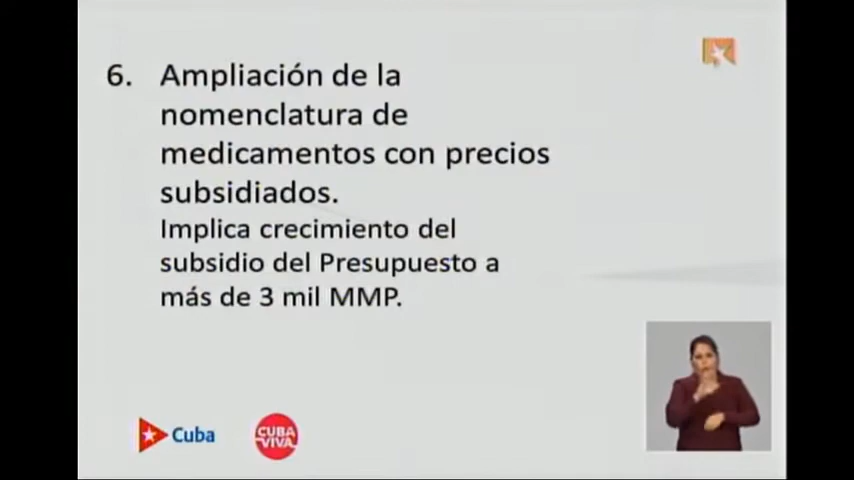 6. Ampliación de la
nomenclatura de
medicamentos con precios
subsidiados.
Implica crecimiento del
subsidio del Presupuesto a
más de 3 mil MMP.
Cuba
CUBA
VIVA